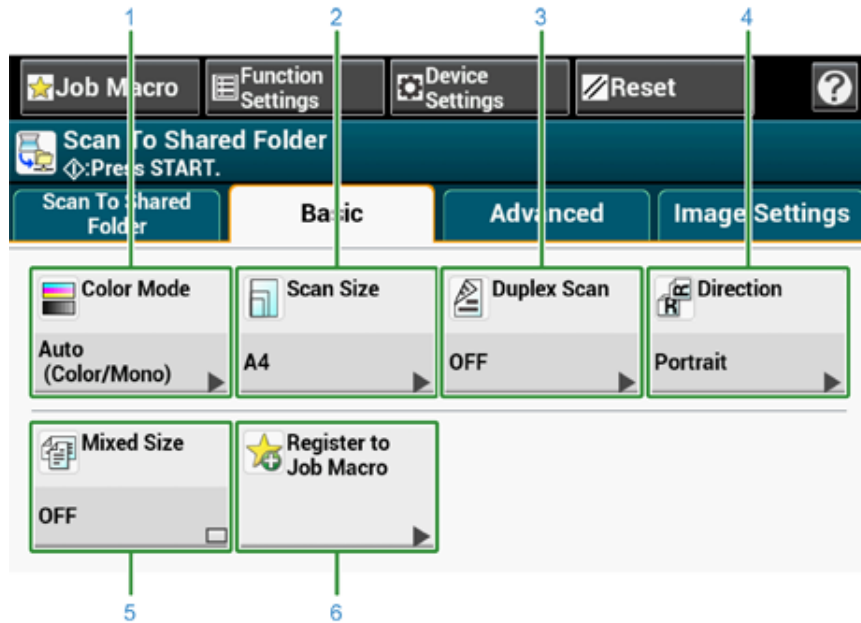 1 2 3 4
Job Macro
Function
Settings
Device
Settings
Reset
?
Scan To Shared Folder
:Press START.
Scan To Shared
Folder
Basic
Advanced
Image Settings
Color Mode
Auto
(Color/Mono)
Scan Size
A4
Duplex Scan
OFF
R R
Direction
Portrait
Mixed Size
OFF
Register to
Job Macro
5 6